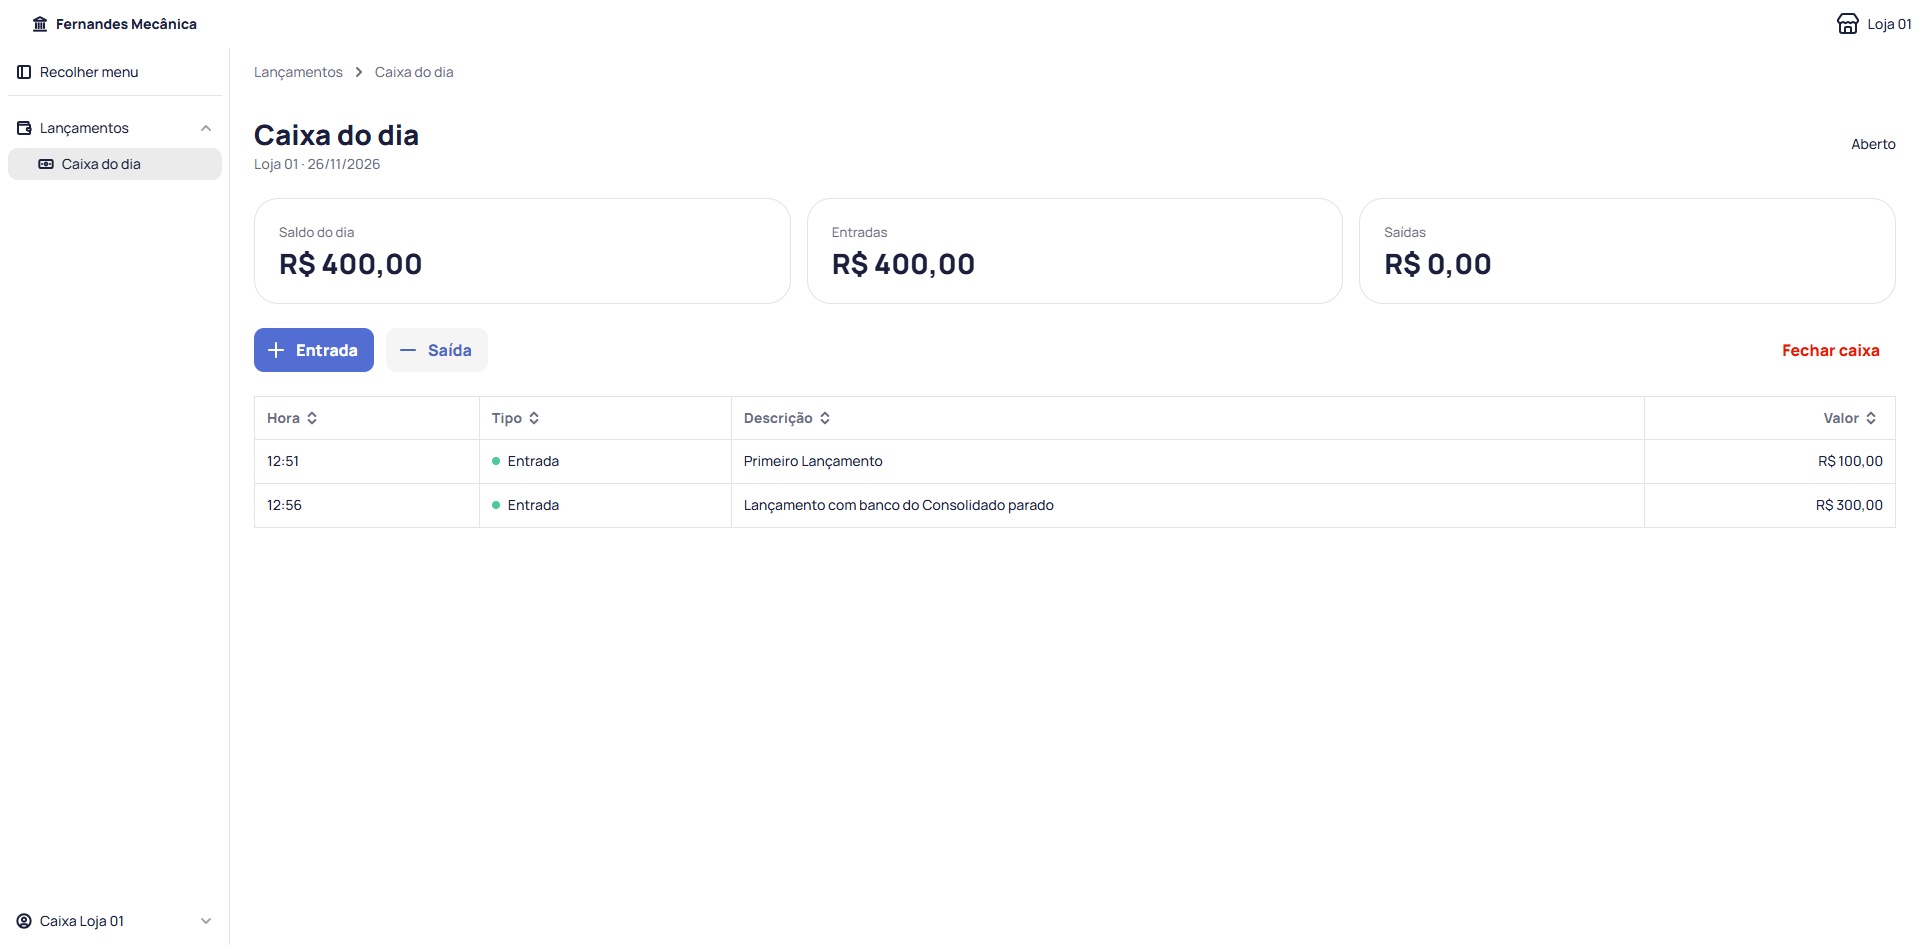 Fernandes Mecânica
Loja 01
Recolher menu
Lançamentos
Caixa do dia
Lançamentos > Caixa do dia
Caixa do dia
Loja 01 · 26/11/2026
Aberto
Saldo do dia
R$ 400,00
Entradas
R$ 400,00
Saídas
R$ 0,00
Entrada
Saída
Fechar caixa
Hora Tipo Descrição Valor
12:51 Entrada Primeiro Lançamento R$ 100,00
12:56 Entrada Lançamento com banco do Consolidado parado R$ 300,00
Caixa Loja 01